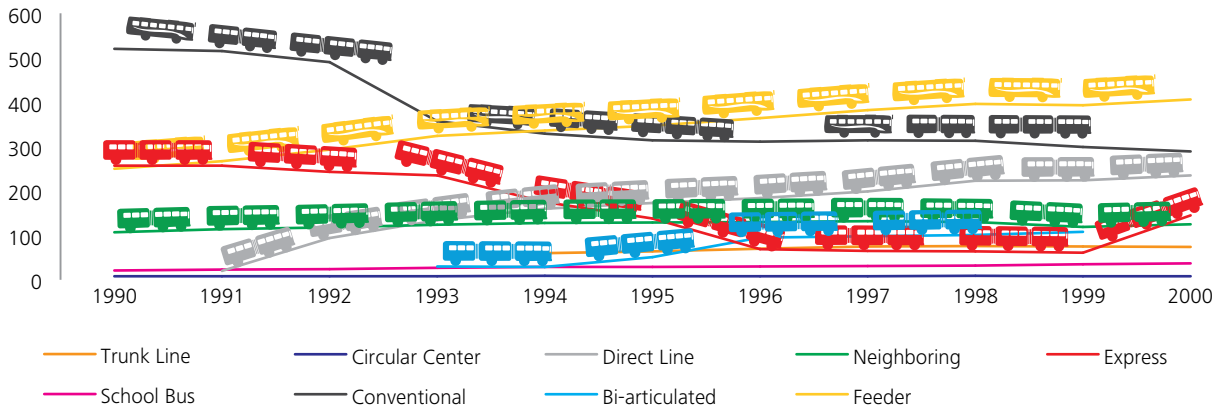 600
500
400
300
200
100
0
1990 1991 1992 1993 1994 1995 1996 1997 1998 1999 2000
Trunk Line Circular Center Direct Line Neighboring Express
School Bus Conventional Bi-articulated Feeder